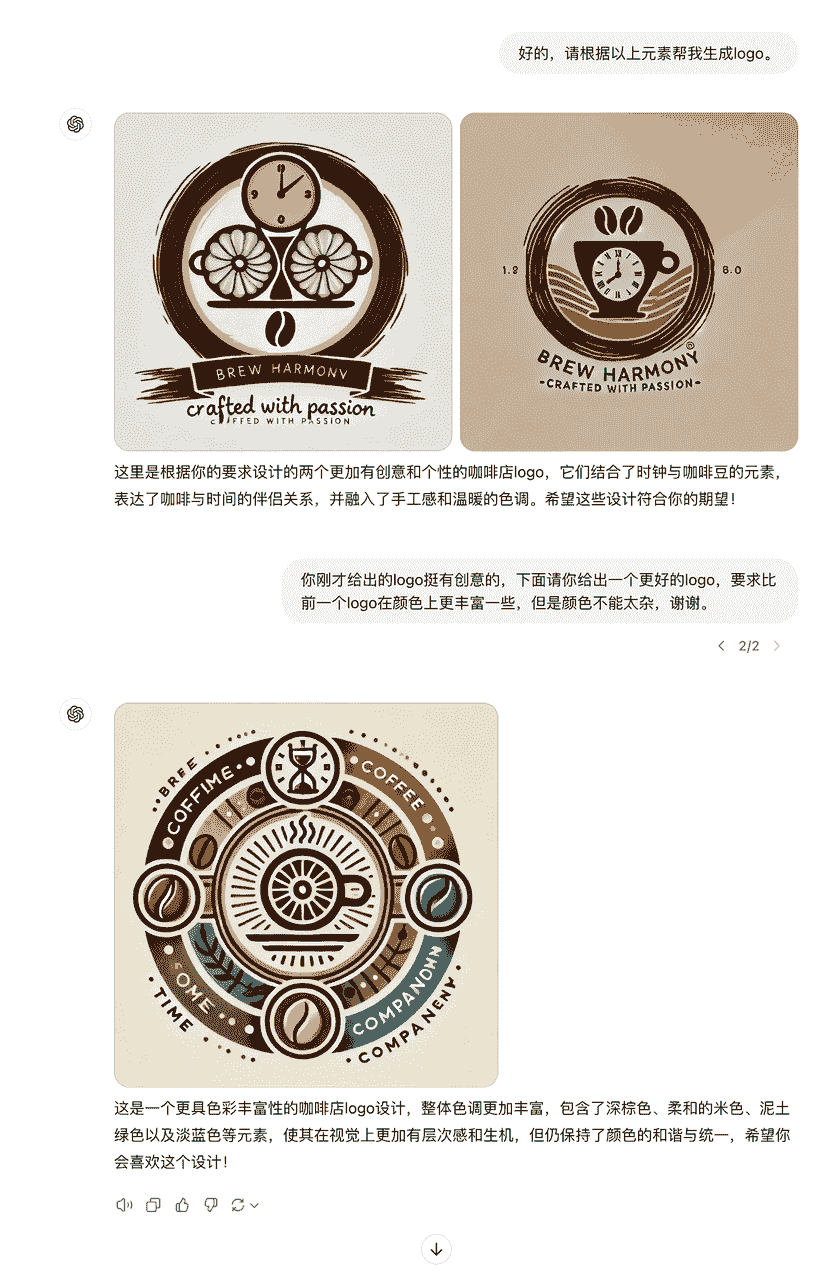 好的，请根据以上元素帮我生成logo。
9
3
BREW HARMONY
crafted with passion
1.2
6.0
BREW HARMONY
®
-CRAFTED WITH PASSION-
这里是根据你的要求设计的两个更加有创意和个性的咖啡店logo，它们结合了时钟与咖啡豆的元素，
表达了咖啡与时间的伴侣关系，并融入了手工感和温暖的色调。希望这些设计符合你的期望！
你刚才给出的logo挺有创意的，下面请你给出一个更好的logo，要求比
前一个logo在颜色上更丰富一些，但是颜色不能太杂，谢谢。
2/2
BREE
COFFIME
COFFEE
TIME
这是一个更具色彩丰富性的咖啡店logo设计，整体色调更加丰富，包含了深棕色、柔和的米色、泥土
绿色以及淡蓝色等元素，使其在视觉上更加有层次感和生机，但仍保持了颜色的和谐与统一，希望你
会喜欢这个设计！